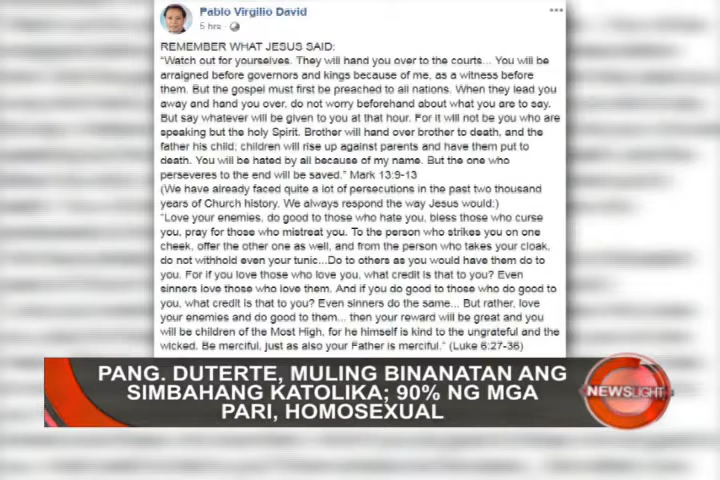 Pablo Virgilio David
5 hrs ·
REMEMBER WHAT JESUS SAID:
"Watch out for yourselves. They will hand you over to the courts... You will be
arraigned before governors and kings because of me, as a witness before
them. But the gospel must first be preached to all nations. When they lead you
away and hand you over, do not worry beforehand about what you are to say.
But say whatever will be given to you at that hour. For it will not be you who are
speaking but the holy Spirit. Brother will hand over brother to death, and the
father his child; children will rise up against parents and have them put to
death. You will be hated by all because of my name. But the one who
perseveres to the end will be saved." Mark 13:9-13
(We have already faced quite a lot of persecutions in the past two thousand
years of Church history. We always respond the way Jesus would:)
"Love your enemies, do good to those who hate you, bless those who curse
you, pray for those who mistreat you. To the person who strikes you on one
cheek, offer the other one as well, and from the person who takes your cloak,
do not withhold even your tunic...Do to others as you would have them do to
you. For if you love those who love you, what credit is that to you? Even
sinners love those who love them. And if you do good to those who do good to
you, what credit is that to you? Even sinners do the same... But rather, love
your enemies and do good to them... then your reward will be great and you
will be children of the Most High, for he himself is kind to the ungrateful and the
wicked. Be merciful, just as also your Father is merciful." (Luke 6:27-36)
PANG. DUTERTE, MULING BINANATAN ANG
SIMBAHANG KATOLIKA; 90% NG MGA
PARI, HOMOSEXUAL
NEWSLIGHT